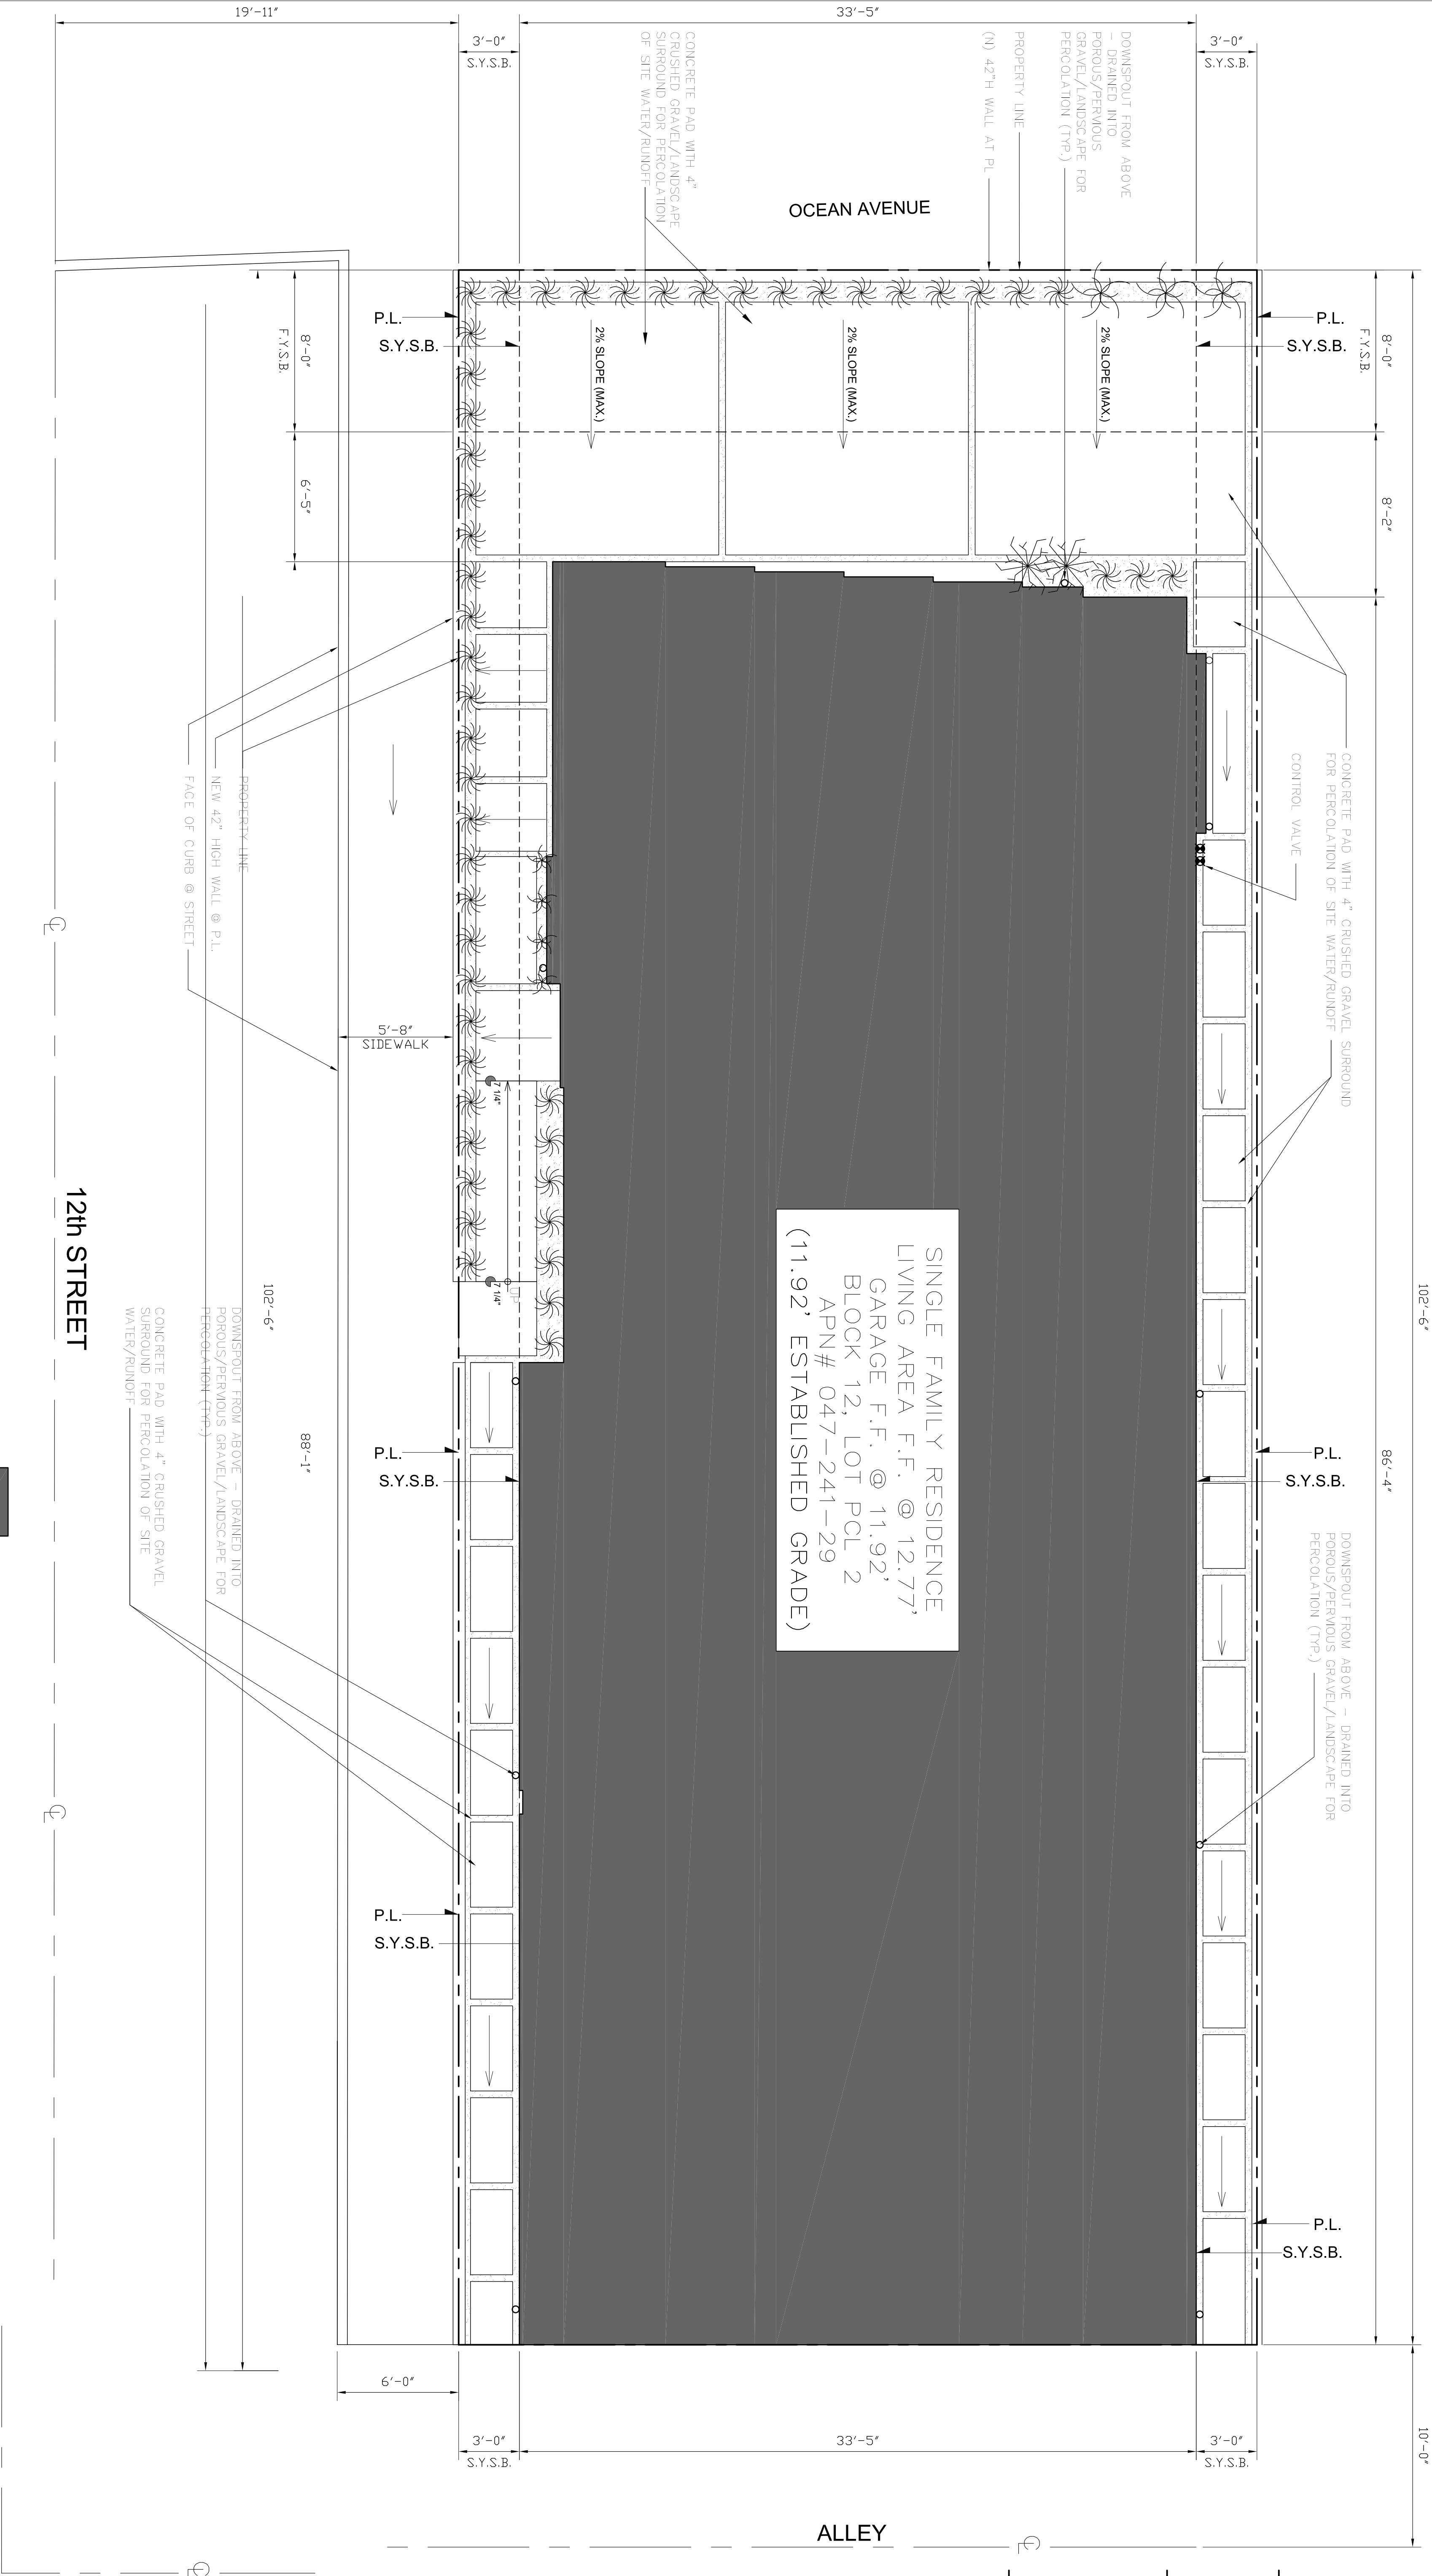 19'-11"
33'-5"
3'-0"
S.Y.S.B.
3'-0"
S.Y.S.B.
DOWNSPOUT FROM ABOVE
- DRAINED INTO
POROUS/PERVIOUS
GRAVEL/LANDSCAPE FOR
PERCOLATION (TYP.)
PROPERTY LINE
(N) 42"H WALL AT PL
CONCRETE PAD WITH 4"
CRUSHED GRAVEL/LANDSCAPE
SURROUND FOR PERCOLATION
OF SITE WATER/RUNOFF
OCEAN AVENUE
P.L.
S.Y.S.B.
P.L.
S.Y.S.B.
8'-0"
F.Y.S.B.
6'-5"
8'-0"
F.Y.S.B.
8'-2"
2% SLOPE (MAX.)
2% SLOPE (MAX.)
2% SLOPE (MAX.)
CONCRETE PAD WITH 4" CRUSHED GRAVEL SURROUND
FOR PERCOLATION OF SITE WATER/RUNOFF
CONTROL VALVE
PROPERTY LINE
NEW 42" HIGH WALL @ P.L.
FACE OF CURB @ STREET
5'-8"
SIDEWALK
7 1/4"
7 1/4"
UP
SINGLE FAMILY RESIDENCE
LIVING AREA F.F. @ 12.77'
GARAGE F.F. @ 11.92'
BLOCK 12, LOT PCL 2
APN# 047-241-29
(11.92' ESTABLISHED GRADE)
12th STREET
102'-6"
88'-1"
102'-6"
86'-4"
DOWNSPOUT FROM ABOVE - DRAINED INTO
POROUS/PERVIOUS GRAVEL/LANDSCAPE FOR
PERCOLATION (TYP.)
CONCRETE PAD WITH 4" CRUSHED GRAVEL
SURROUND FOR PERCOLATION OF SITE
WATER/RUNOFF
P.L.
S.Y.S.B.
P.L.
S.Y.S.B.
DOWNSPOUT FROM ABOVE - DRAINED INTO
POROUS/PERVIOUS GRAVEL/LANDSCAPE FOR
PERCOLATION (TYP.)
P.L.
S.Y.S.B.
P.L.
S.Y.S.B.
6'-0"
3'-0"
S.Y.S.B.
33'-5"
3'-0"
S.Y.S.B.
10'-0"
ALLEY